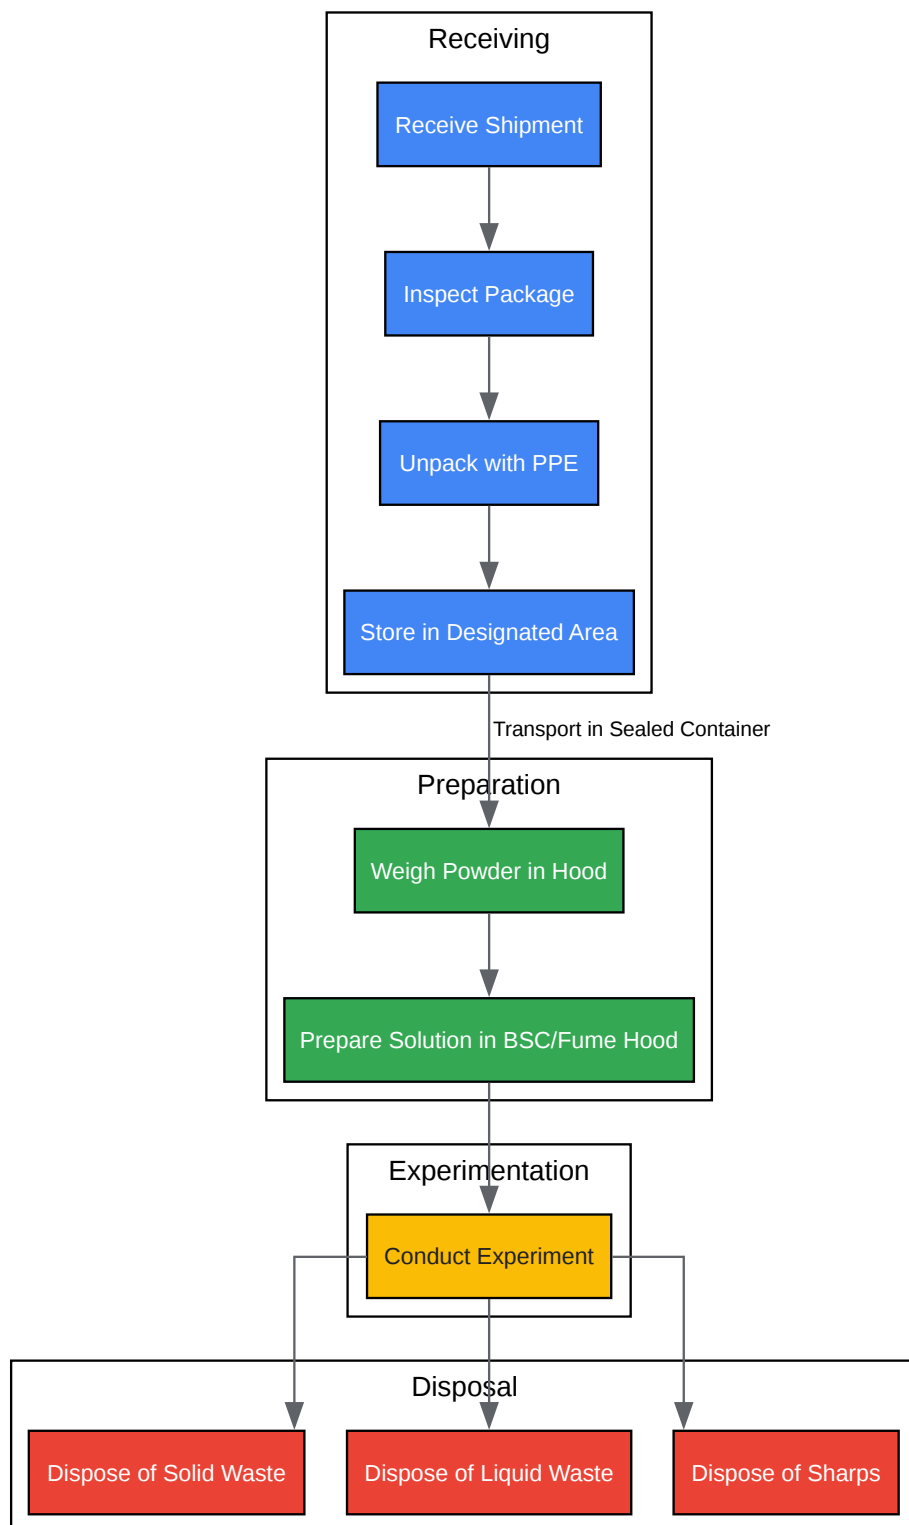 Receiving
Receive Shipment
Inspect Package
Unpack with PPE
Store in Designated Area
Transport in Sealed Container
Preparation
Weigh Powder in Hood
Prepare Solution in BSC/Fume Hood
Experimentation
Conduct Experiment
Disposal
Dispose of Solid Waste
Dispose of Liquid Waste
Dispose of Sharps